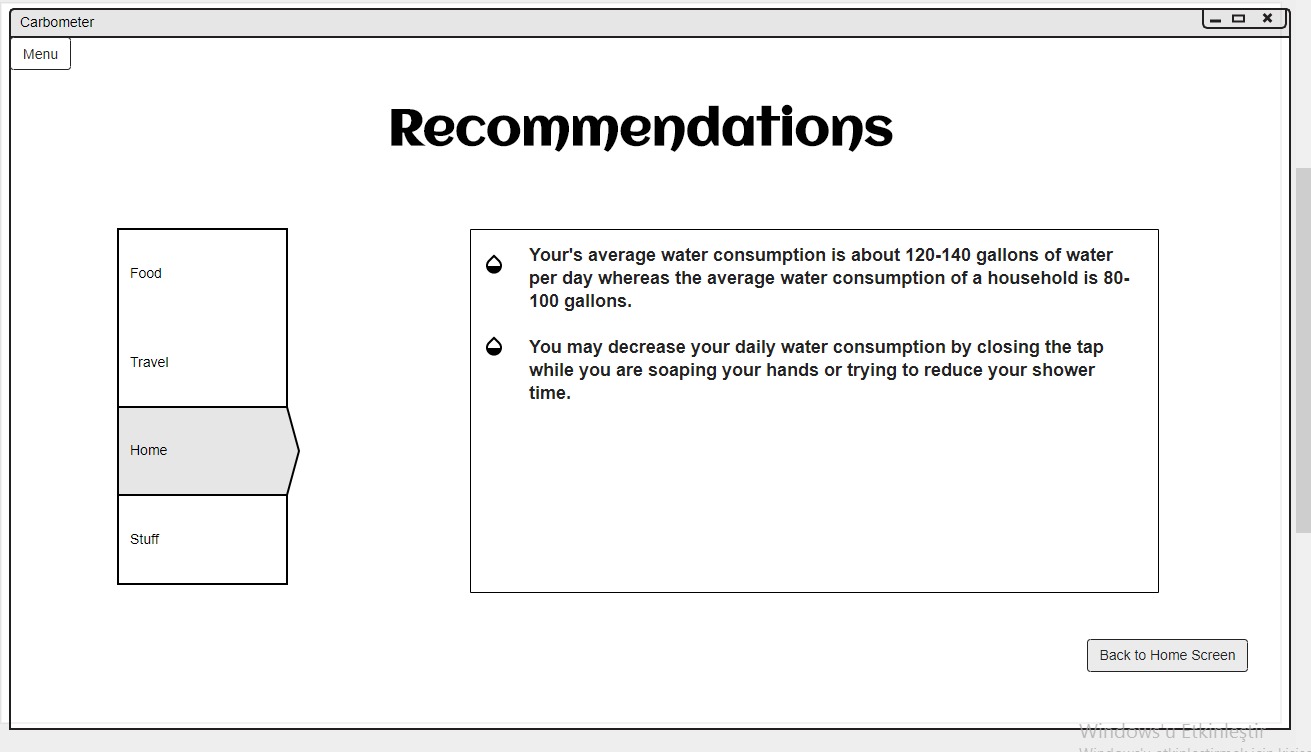 Carbometer
Menu
Recommendations
Food
Travel
Home
Stuff
Your's average water consumption is about 120-140 gallons of water
per day whereas the average water consumption of a household is 80-
100 gallons.
You may decrease your daily water consumption by closing the tap
while you are soaping your hands or trying to reduce your shower
time.
Back to Home Screen
Windows'u Etkinleştir